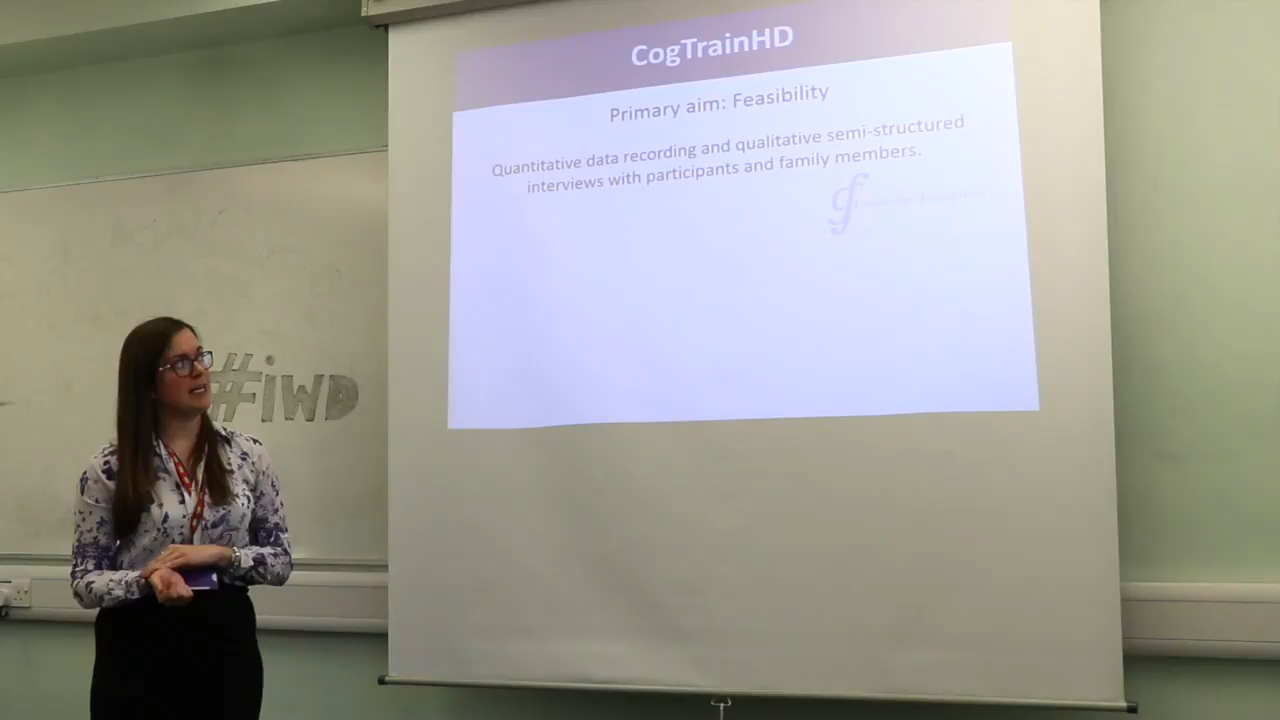 CogTrainHD
Primary aim: Feasibility
Quantitative data recording and qualitative semi-structured
interviews with participants and family members.
#iWD